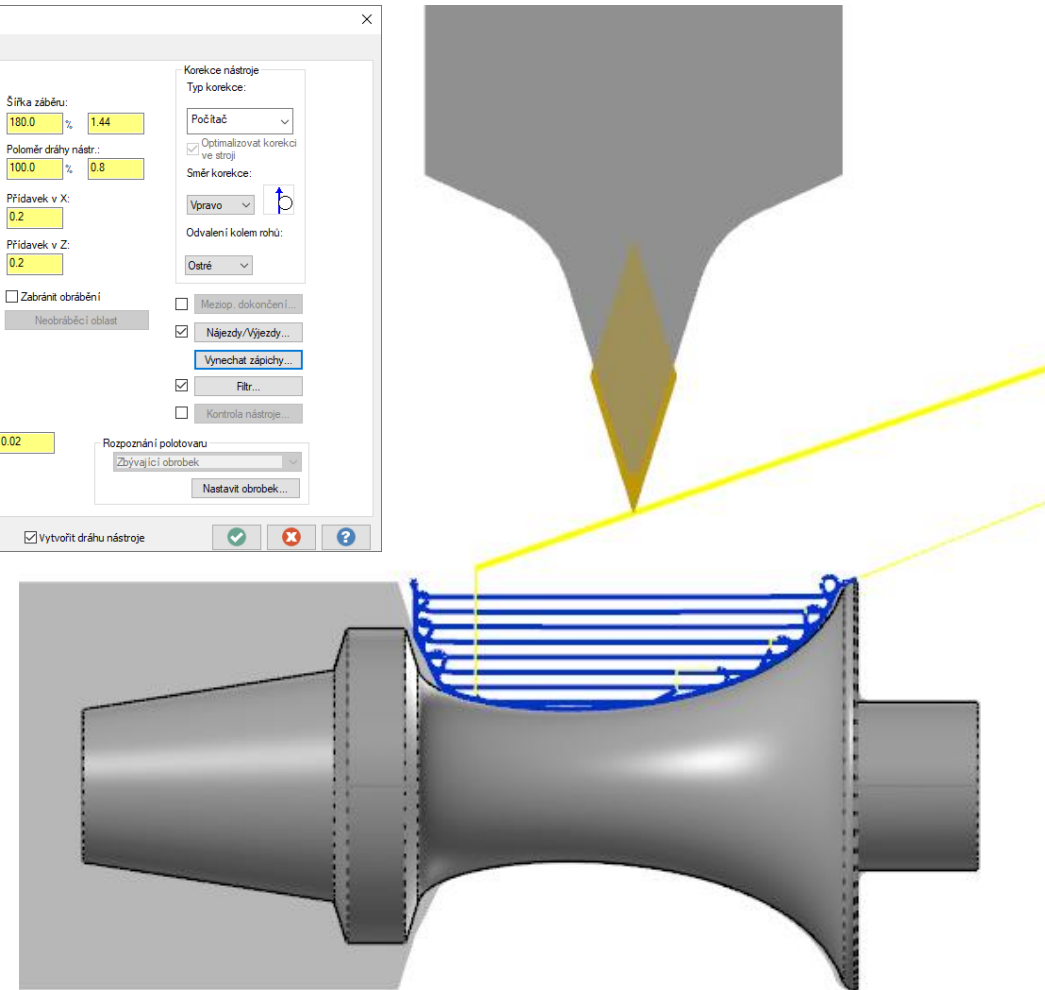 Korekce nástroje
Typ korekce:
Šířka záběru:
180.0 % 1.44
Počítač
Optimalizovat korekci
ve stroji
Poloměr dráhy nástr.:
100.0 % 0.8
Směr korekce:
Přídavek v X:
0.2
Vpravo
Odvalení kolem rohů:
Přídavek v Z:
0.2
Ostré
Zabránit obrábění
Neobráběcí oblast
Meziop. dokončení...
Nájezdy/Výjezdy...
Vynechat zápichy...
Filtr...
Kontrola nástroje...
0.02
Rozpoznání polotovaru
Zbývající obrobek
Nastavit obrobek...
Vytvořit dráhu nástroje
?